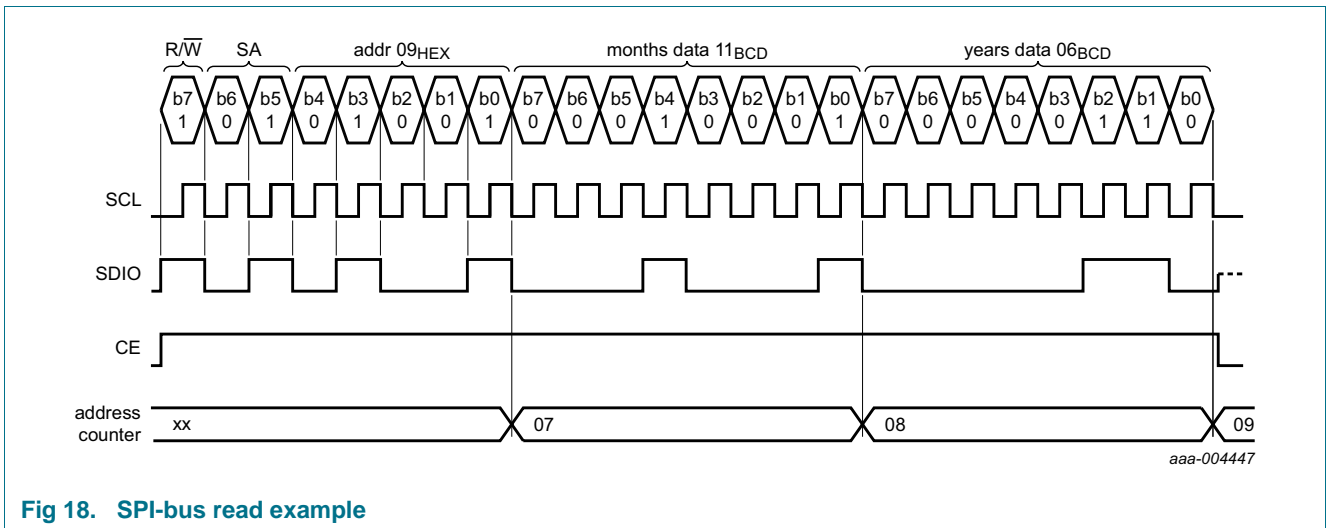 R/W SA addr 09HEX months data 11BCD years data 06BCD
b7 b6 b5 b4 b3 b2 b1 b0 b7 b6 b5 b4 b3 b2 b1 b0 b7 b6 b5 b4 b3 b2 b1 b0
1 0 1 0 1 0 0 1 0 0 0 1 0 0 0 1 0 0 0 0 0 1 1 0
SCL
SDIO
CE
address
counter
xx 07 08 09
aaa-004447
Fig 18. SPI-bus read example